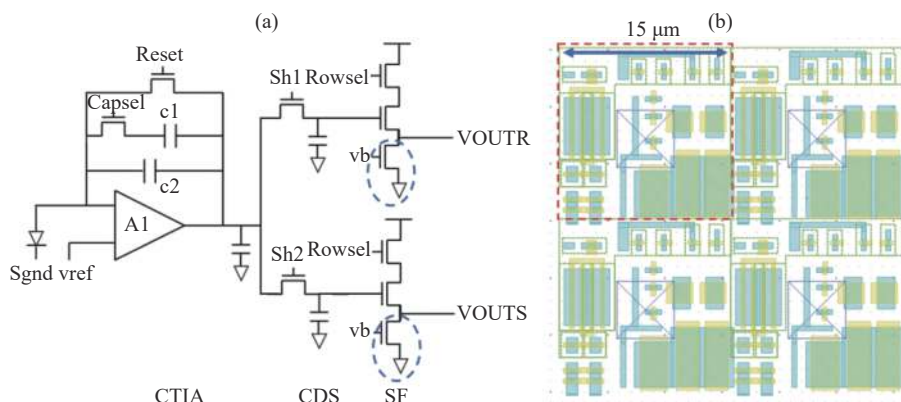 (a)
Reset
Capsel
c1
c2
A1
Sgnd vref
Sh1 Rowsel
vb
VOUTR
Rowsel
Sh2
vb
VOUTS
CTIA
CDS
SF
(b)
15 μm